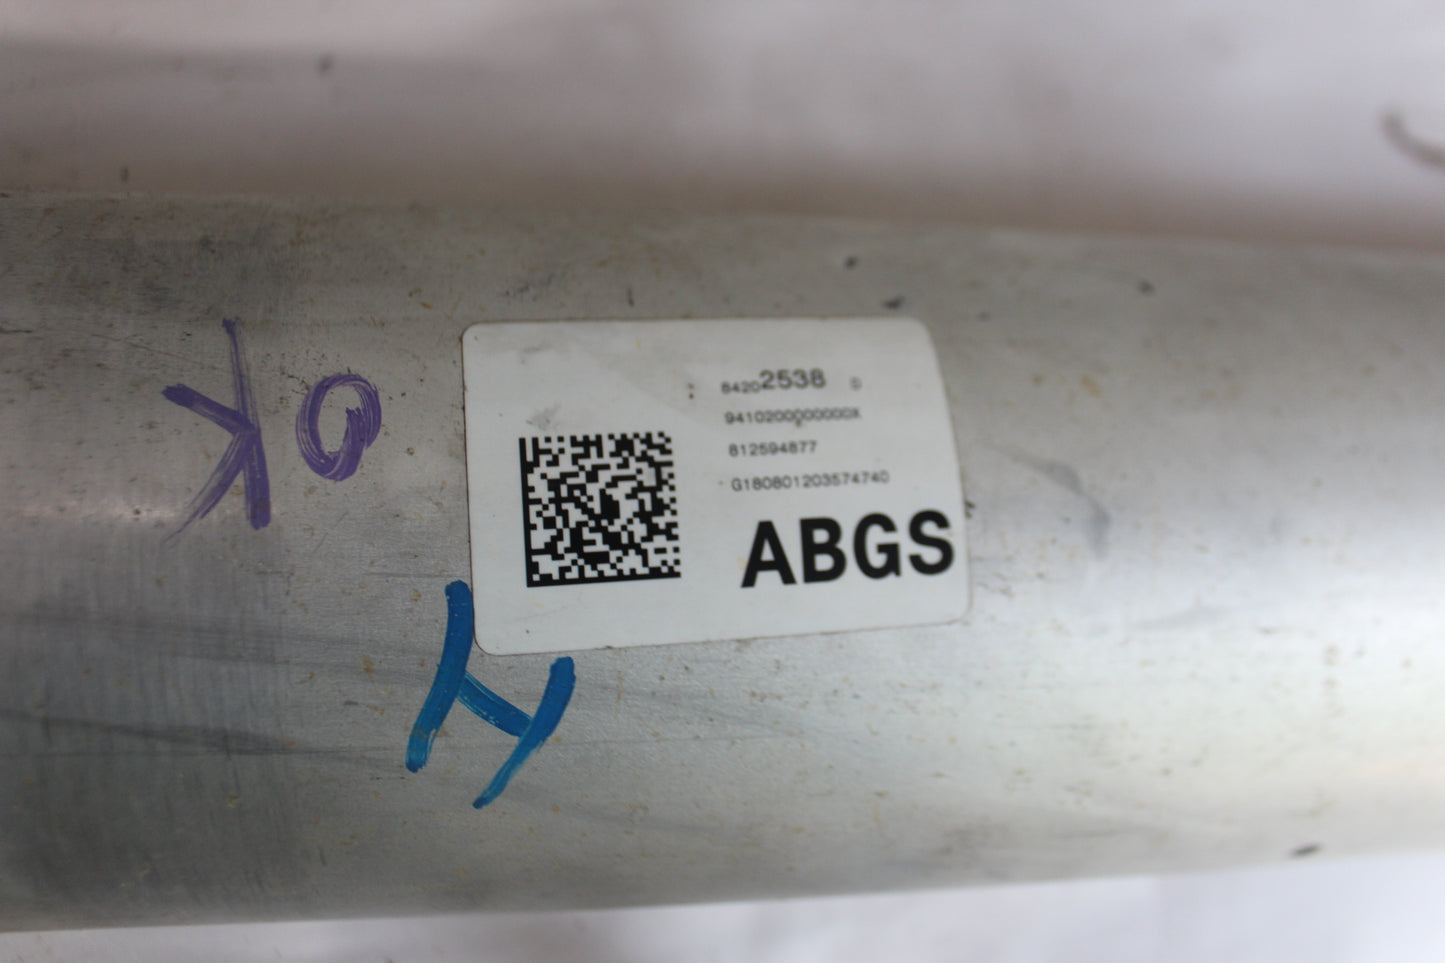 84202538 D
9410200000000X
812594877
G180801203574740
ABGS
OK
H